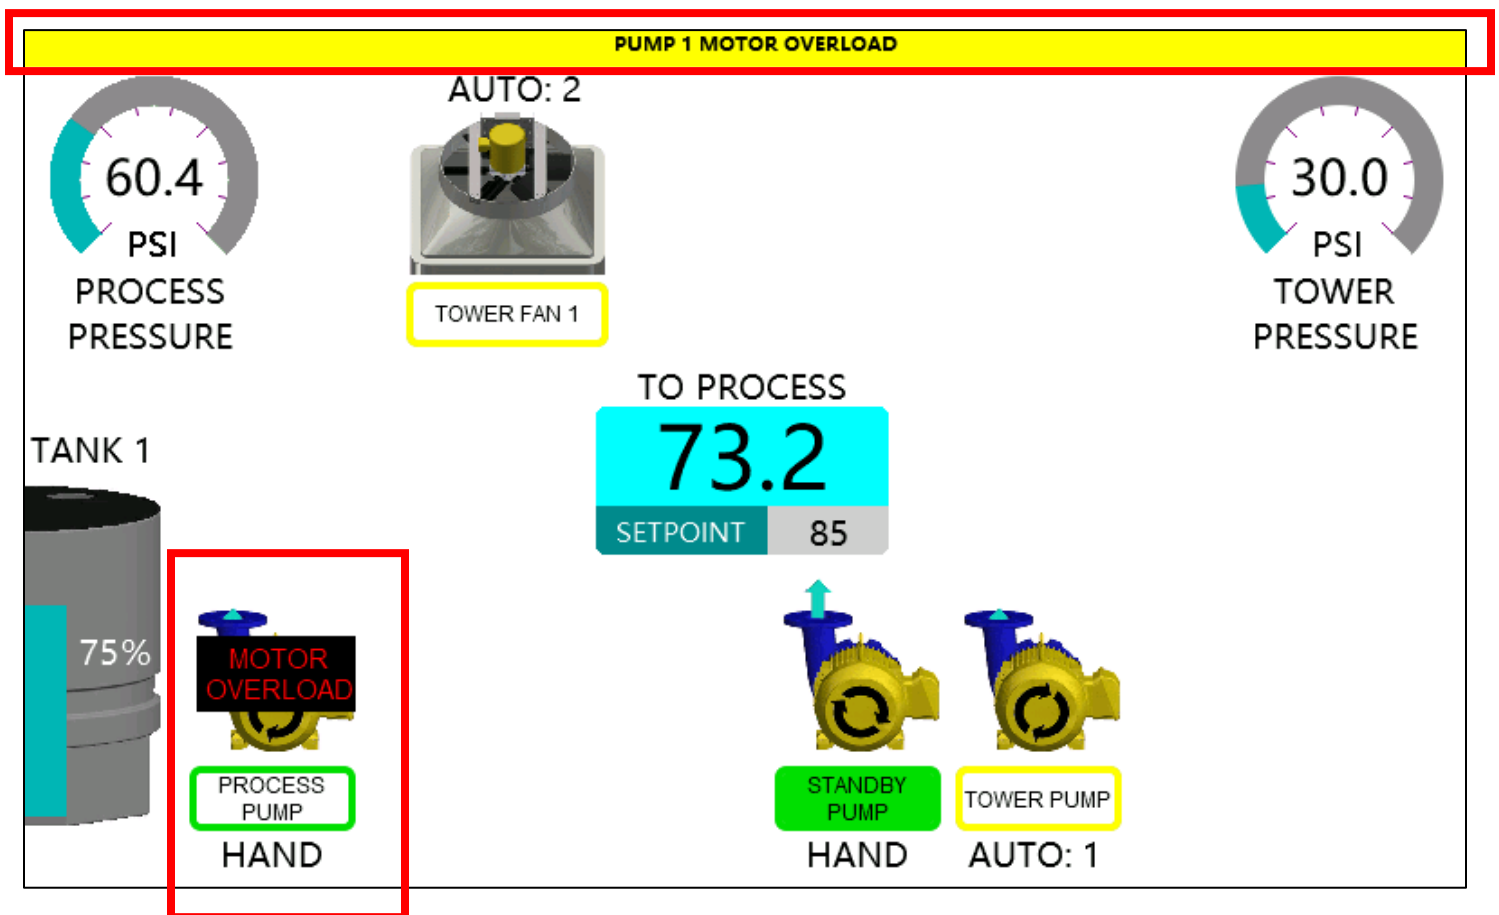 PUMP 1 MOTOR OVERLOAD
AUTO: 2
60.4
PSI
PROCESS
PRESSURE
TOWER FAN 1
30.0
PSI
TOWER
PRESSURE
TO PROCESS
73.2
SETPOINT 85
TANK 1
75%
MOTOR
OVERLOAD
PROCESS
PUMP
HAND
STANDBY
PUMP
HAND
TOWER PUMP
AUTO: 1